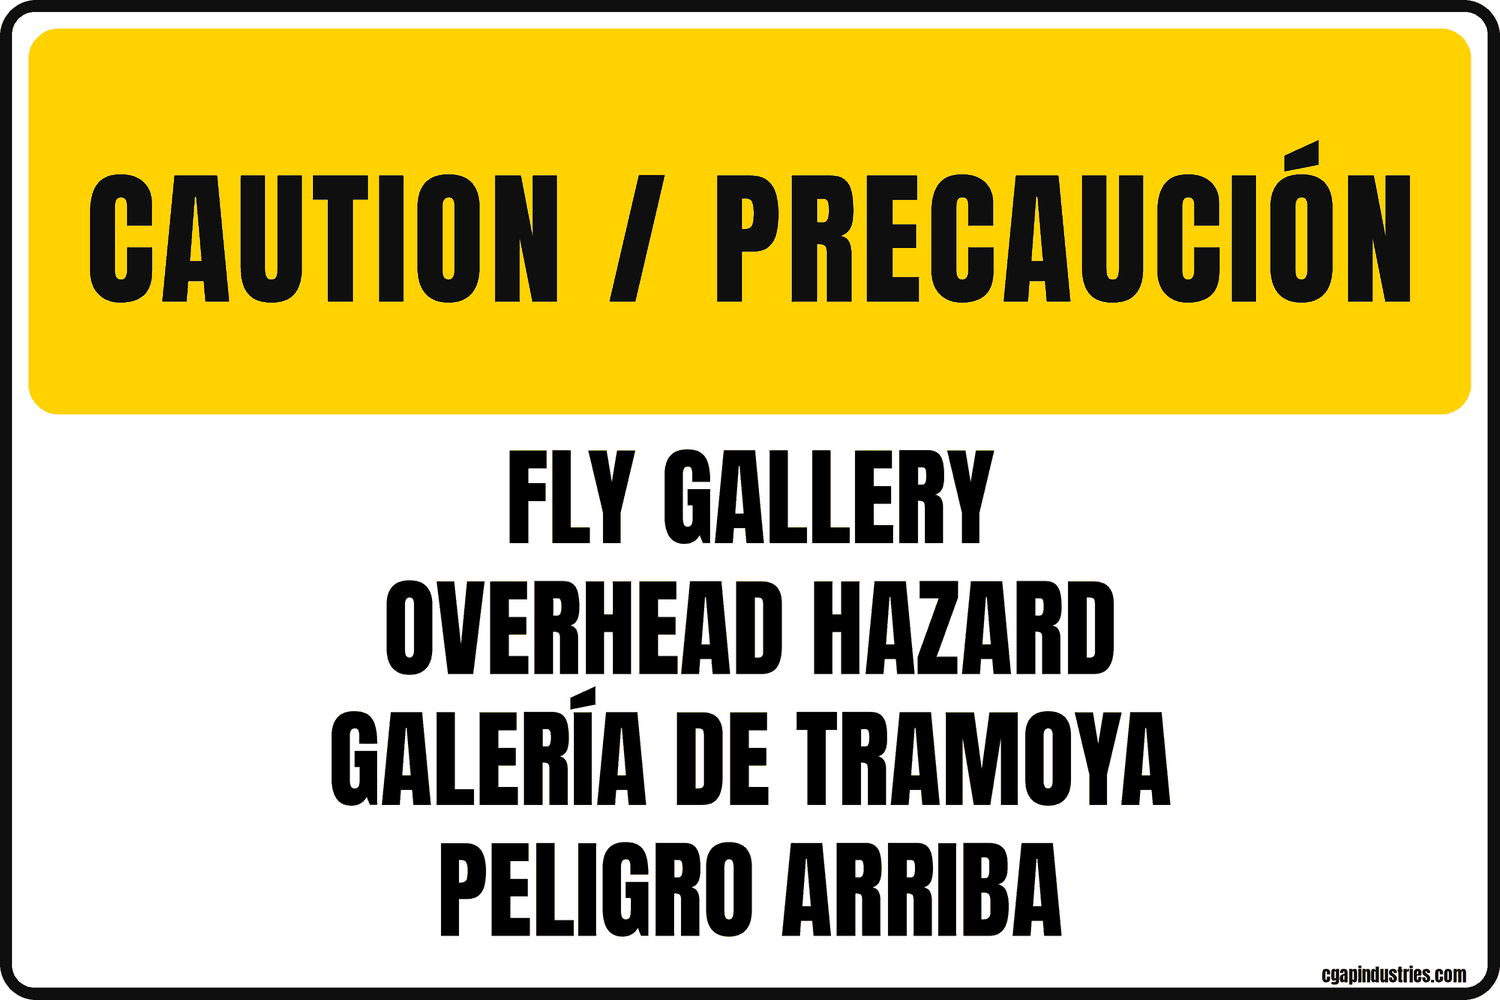 CAUTION / PRECAUCIÓN
FLY GALLERY
OVERHEAD HAZARD
GALERÍA DE TRAMOYA
PELIGRO ARRIBA
cgapindustries.com